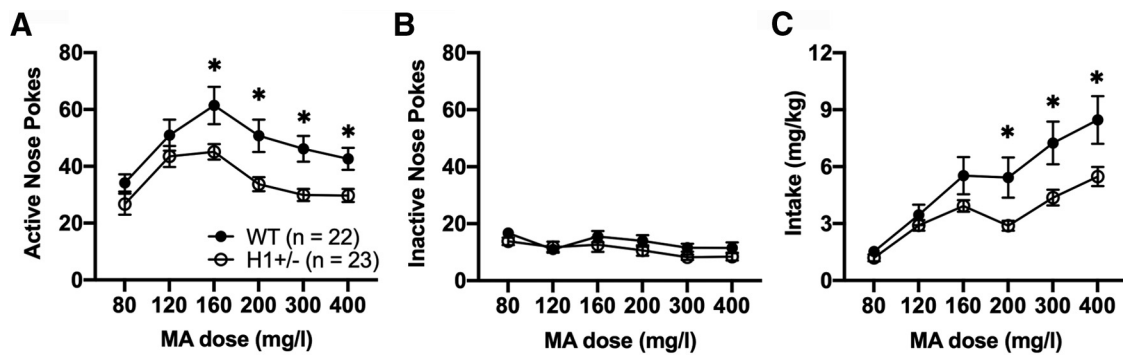 A
Active Nose Pokes
80
60
40
20
0
*
*
*
*
WT (n = 22)
H1+/- (n = 23)
80 120 160 200 300 400
MA dose (mg/l)
B
Inactive Nose Pokes
80
60
40
20
0
80 120 160 200 300 400
MA dose (mg/l)
C
Intake (mg/kg)
12
9
6
3
0
*
*
*
80 120 160 200 300 400
MA dose (mg/l)